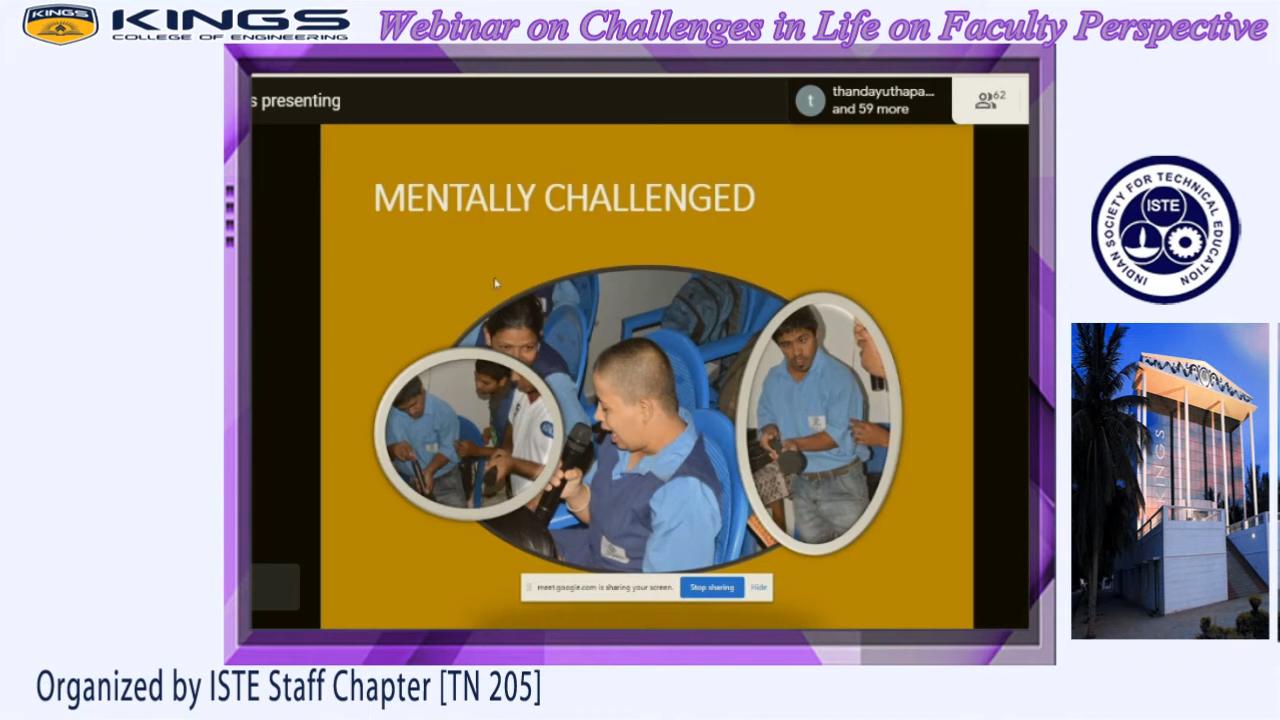 KINGS
KINGS
COLLEGE OF ENGINEERING
Webinar on Challenges in Life on Faculty Perspective
s presenting
t
thandayuthapa...
and 59 more
62
MENTALLY CHALLENGED
meet.google.com is sharing your screen.
Stop sharing
Hide
INDIAN SOCIETY FOR TECHNICAL EDUCATION
ISTE
KINGS
Organized by ISTE Staff Chapter [TN 205]